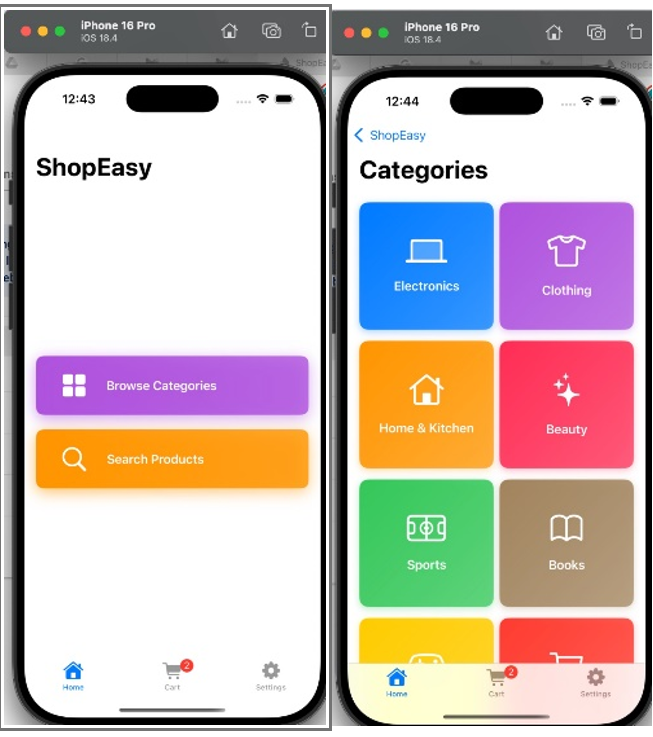 iPhone 16 Pro
iOS 18.4
12:43
ShopEasy
Browse Categories
Search Products
Home
2
Cart
Settings
iPhone 16 Pro
iOS 18.4
12:44
ShopEasy
Categories
Electronics
Clothing
Home & Kitchen
Beauty
Sports
Books
Home
2
Cart
Settings